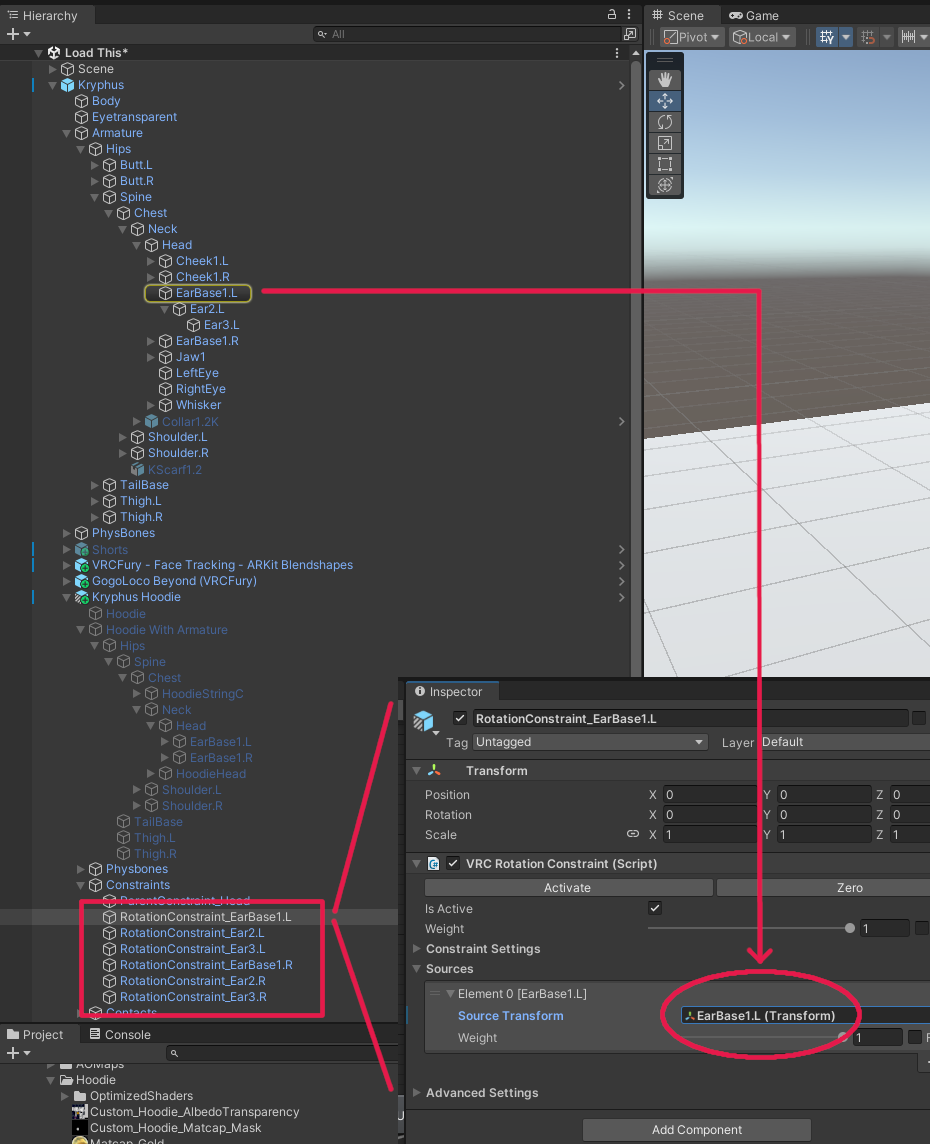 Hierarchy
All
Load This*
Scene
Kryphus
Body
Eyetransparent
Armature
Hips
Butt.L
Butt.R
Spine
Chest
Neck
Head
Cheek1.L
Cheek1.R
EarBase1.L
Ear2.L
Ear3.L
EarBase1.R
Jaw1
LeftEye
RightEye
Whisker
Collar1.2K
Shoulder.L
Shoulder.R
KScarf1.2
TailBase
Thigh.L
Thigh.R
PhysBones
Shorts
VRCFury - Face Tracking - ARKit Blendshapes
GogoLoco Beyond (VRCFury)
Kryphus Hoodie
Hoodie
Hoodie With Armature
Hips
Spine
Chest
HoodieStringC
Neck
Head
EarBase1.L
EarBase1.R
HoodieHead
Shoulder.L
Shoulder.R
TailBase
Thigh.L
Thigh.R
Physbones
Constraints
ParentConstraint_Head
RotationConstraint_EarBase1.L
RotationConstraint_Ear2.L
RotationConstraint_Ear3.L
RotationConstraint_EarBase1.R
RotationConstraint_Ear2.R
RotationConstraint_Ear3.R
Contacts
Project Console
AOMaps
Hoodie
OptimizedShaders
Custom_Hoodie_AlbedoTransparency
Custom_Hoodie_Matcap_Mask
Matcap_Gold
Scene Game
Pivot Local
Inspector
RotationConstraint_EarBase1.L
Tag Untagged Layer Default
Transform
Position X 0 Y 0 Z 0
Rotation X 0 Y 0 Z 0
Scale X 1 Y 1 Z 1
VRC Rotation Constraint (Script)
Activate Zero
Is Active
Weight 1
Constraint Settings
Sources
Element 0 [EarBase1.L]
Source Transform EarBase1.L (Transform)
Weight 1
Advanced Settings
Add Component